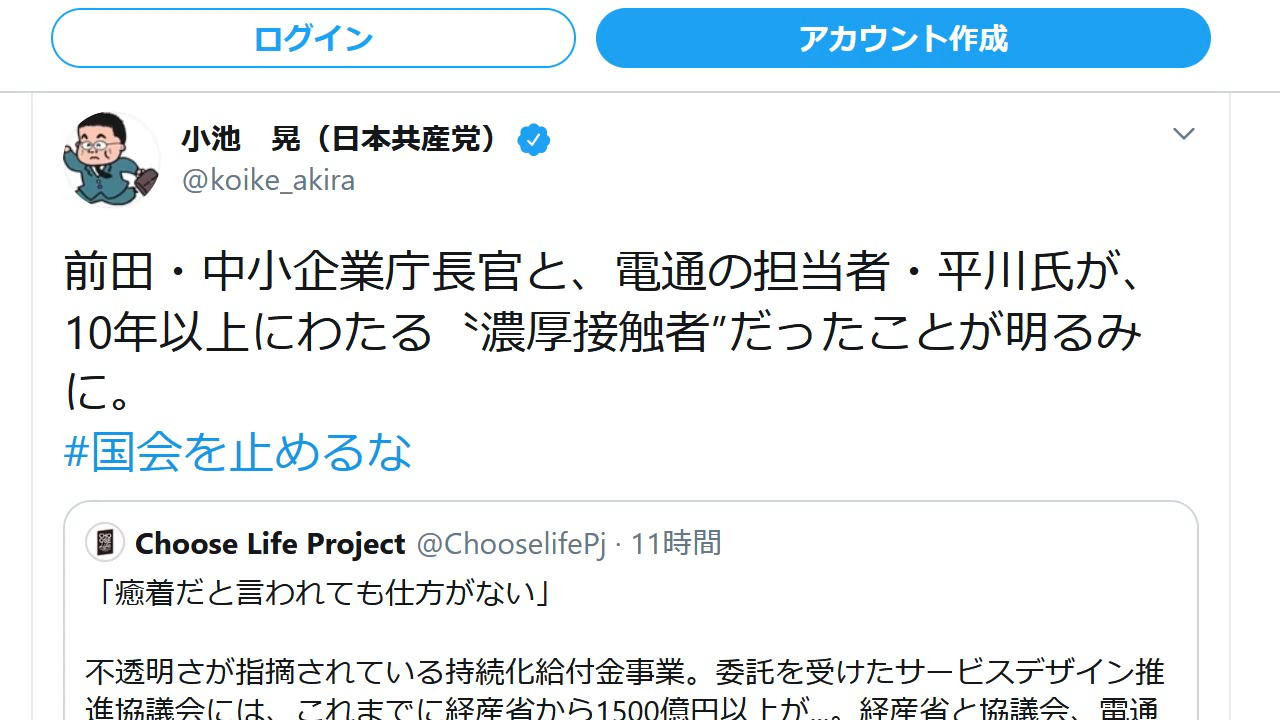 ログイン
アカウント作成
小池　晃（日本共産党）
@koike_akira
前田・中小企業庁長官と、電通の担当者・平川氏が、
10年以上にわたる〝濃厚接触者”だったことが明るみ
に。
#国会を止めるな
Choose Life Project @ChooselifePj · 11時間
「癒着だと言われても仕方がない」
不透明さが指摘されている持続化給付金事業。委託を受けたサービスデザイン推
進協議会には、これまでに経産省から1500億円以上が...。経産省と協議会、電通